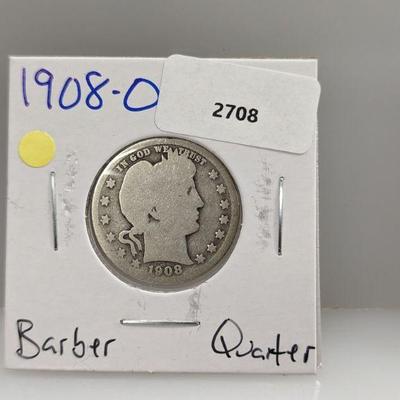 1908-O
2708
IN GOD WE TRUST
1908
Barber Quarter